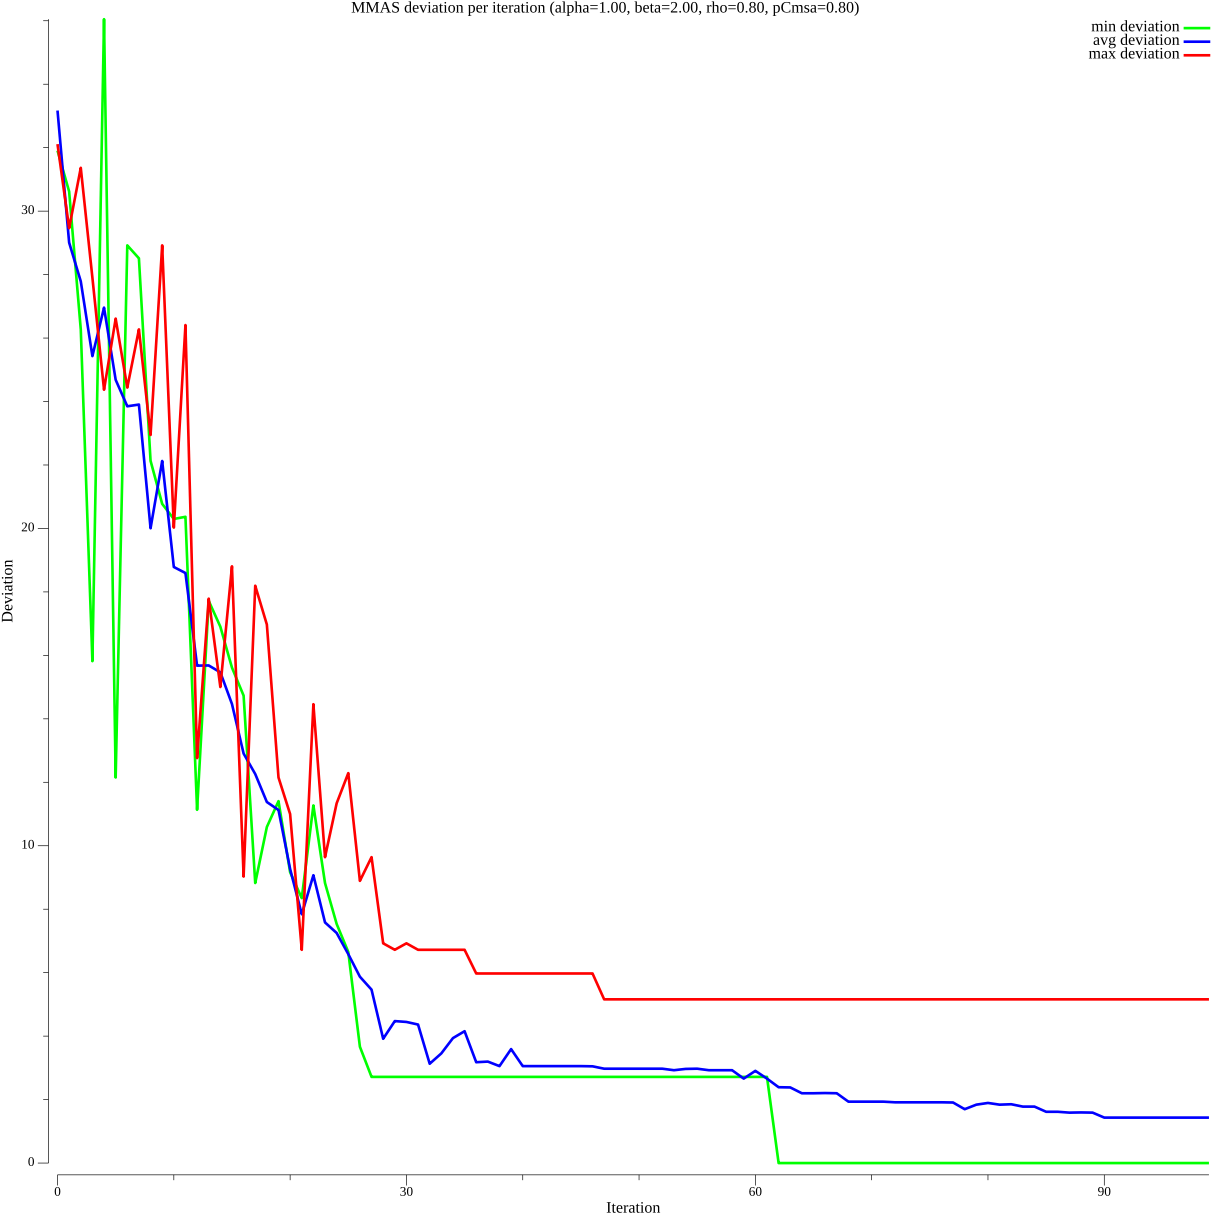 MMAS deviation per iteration (alpha=1.00, beta=2.00, rho=0.80, pCmsa=0.80)
min deviation
avg deviation
max deviation
30
20
10
0
Deviation
0 30 60 90
Iteration